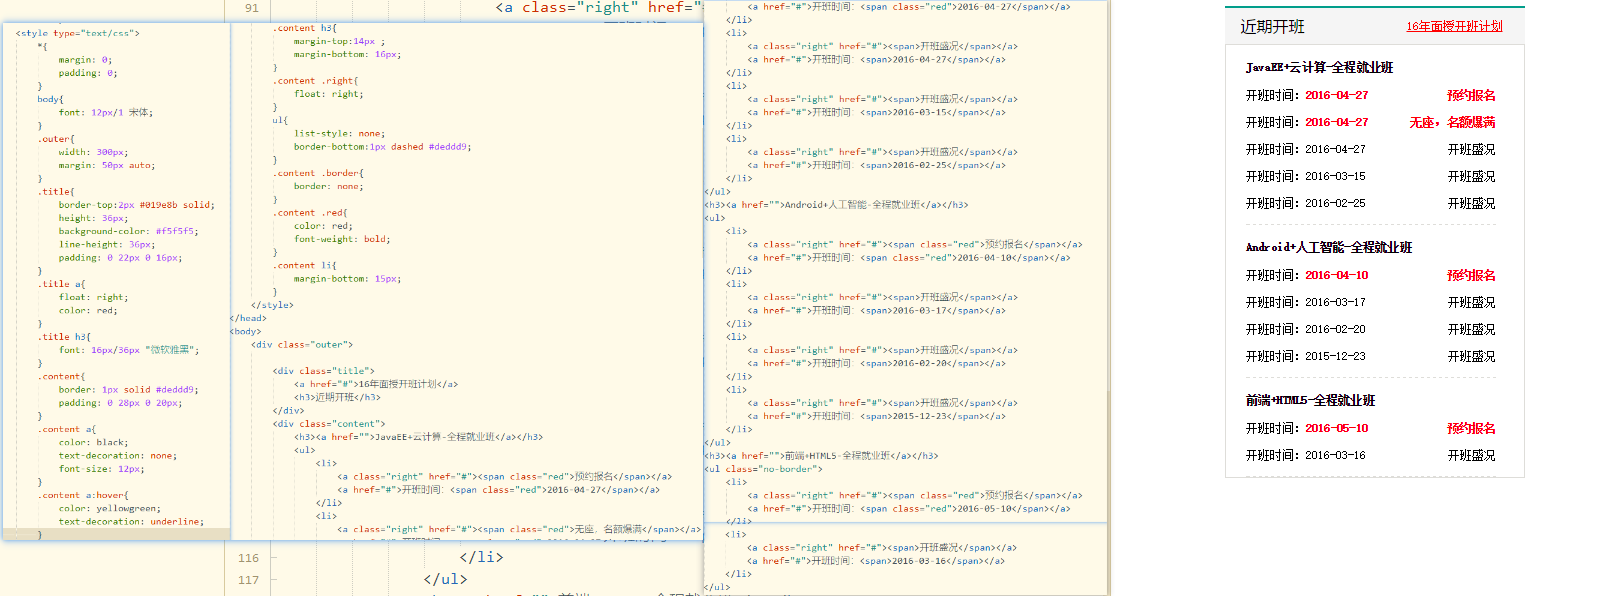 91
<a class="right" href="
<style type="text/css">
*{
margin: 0;
padding: 0;
}
body{
font: 12px/1 宋体;
}
.outer{
width: 300px;
margin: 50px auto;
}
.title{
border-top:2px #019e8b solid;
height: 36px;
background-color: #f5f5f5;
line-height: 36px;
padding: 0 22px 0 16px;
}
.title a{
float: right;
color: red;
}
.title h3{
font: 16px/36px "微软雅黑";
}
.content{
border: 1px solid #deddd9;
padding: 0 28px 0 20px;
}
.content a{
color: black;
text-decoration: none;
font-size: 12px;
}
.content a:hover{
color: yellowgreen;
text-decoration: underline;
}
.content h3{
margin-top:14px ;
margin-bottom: 16px;
}
.content .right{
float: right;
}
ul{
list-style: none;
border-bottom:1px dashed #deddd9;
}
.content .border{
border: none;
}
.content .red{
color: red;
font-weight: bold;
}
.content li{
margin-bottom: 15px;
}
</style>
</head>
<body>
<div class="outer">
<div class="title">
<a href="#">16年面授开班计划</a>
<h3>近期开班</h3>
</div>
<div class="content">
<h3><a href="">JavaEE+云计算-全程就业班</a></h3>
<ul>
<li>
<a class="right" href="#"><span class="red">预约报名</span></a>
<a href="#">开班时间：<span class="red">2016-04-27</span></a>
</li>
<li>
<a class="right" href="#"><span class="red">无座，名额爆满</span></a>
116
</li>
117
</ul>
<a href="#">开班时间：<span class="red">2016-04-27</span></a>
</li>
<li>
<a class="right" href="#"><span>开班盛况</span></a>
<a href="#">开班时间：<span>2016-04-27</span></a>
</li>
<li>
<a class="right" href="#"><span>开班盛况</span></a>
<a href="#">开班时间：<span>2016-03-15</span></a>
</li>
<li>
<a class="right" href="#"><span>开班盛况</span></a>
<a href="#">开班时间：<span>2016-02-25</span></a>
</li>
</ul>
<h3><a href="">Android+人工智能-全程就业班</a></h3>
<ul>
<li>
<a class="right" href="#"><span class="red">预约报名</span></a>
<a href="#">开班时间：<span class="red">2016-04-10</span></a>
</li>
<li>
<a class="right" href="#"><span>开班盛况</span></a>
<a href="#">开班时间：<span>2016-03-17</span></a>
</li>
<li>
<a class="right" href="#"><span>开班盛况</span></a>
<a href="#">开班时间：<span>2016-02-20</span></a>
</li>
<li>
<a class="right" href="#"><span>开班盛况</span></a>
<a href="#">开班时间：<span>2015-12-23</span></a>
</li>
</ul>
<h3><a href="">前端+HTML5-全程就业班</a></h3>
<ul class="no-border">
<li>
<a class="right" href="#"><span class="red">预约报名</span></a>
<a href="#">开班时间：<span class="red">2016-05-10</span></a>
</li>
<li>
<a class="right" href="#"><span>开班盛况</span></a>
<a href="#">开班时间：<span>2016-03-16</span></a>
</li>
</ul>
近期开班 16年面授开班计划
JavaEE+云计算-全程就业班
开班时间：2016-04-27 预约报名
开班时间：2016-04-27 无座，名额爆满
开班时间：2016-04-27 开班盛况
开班时间：2016-03-15 开班盛况
开班时间：2016-02-25 开班盛况
Android+人工智能-全程就业班
开班时间：2016-04-10 预约报名
开班时间：2016-03-17 开班盛况
开班时间：2016-02-20 开班盛况
开班时间：2015-12-23 开班盛况
前端+HTML5-全程就业班
开班时间：2016-05-10 预约报名
开班时间：2016-03-16 开班盛况